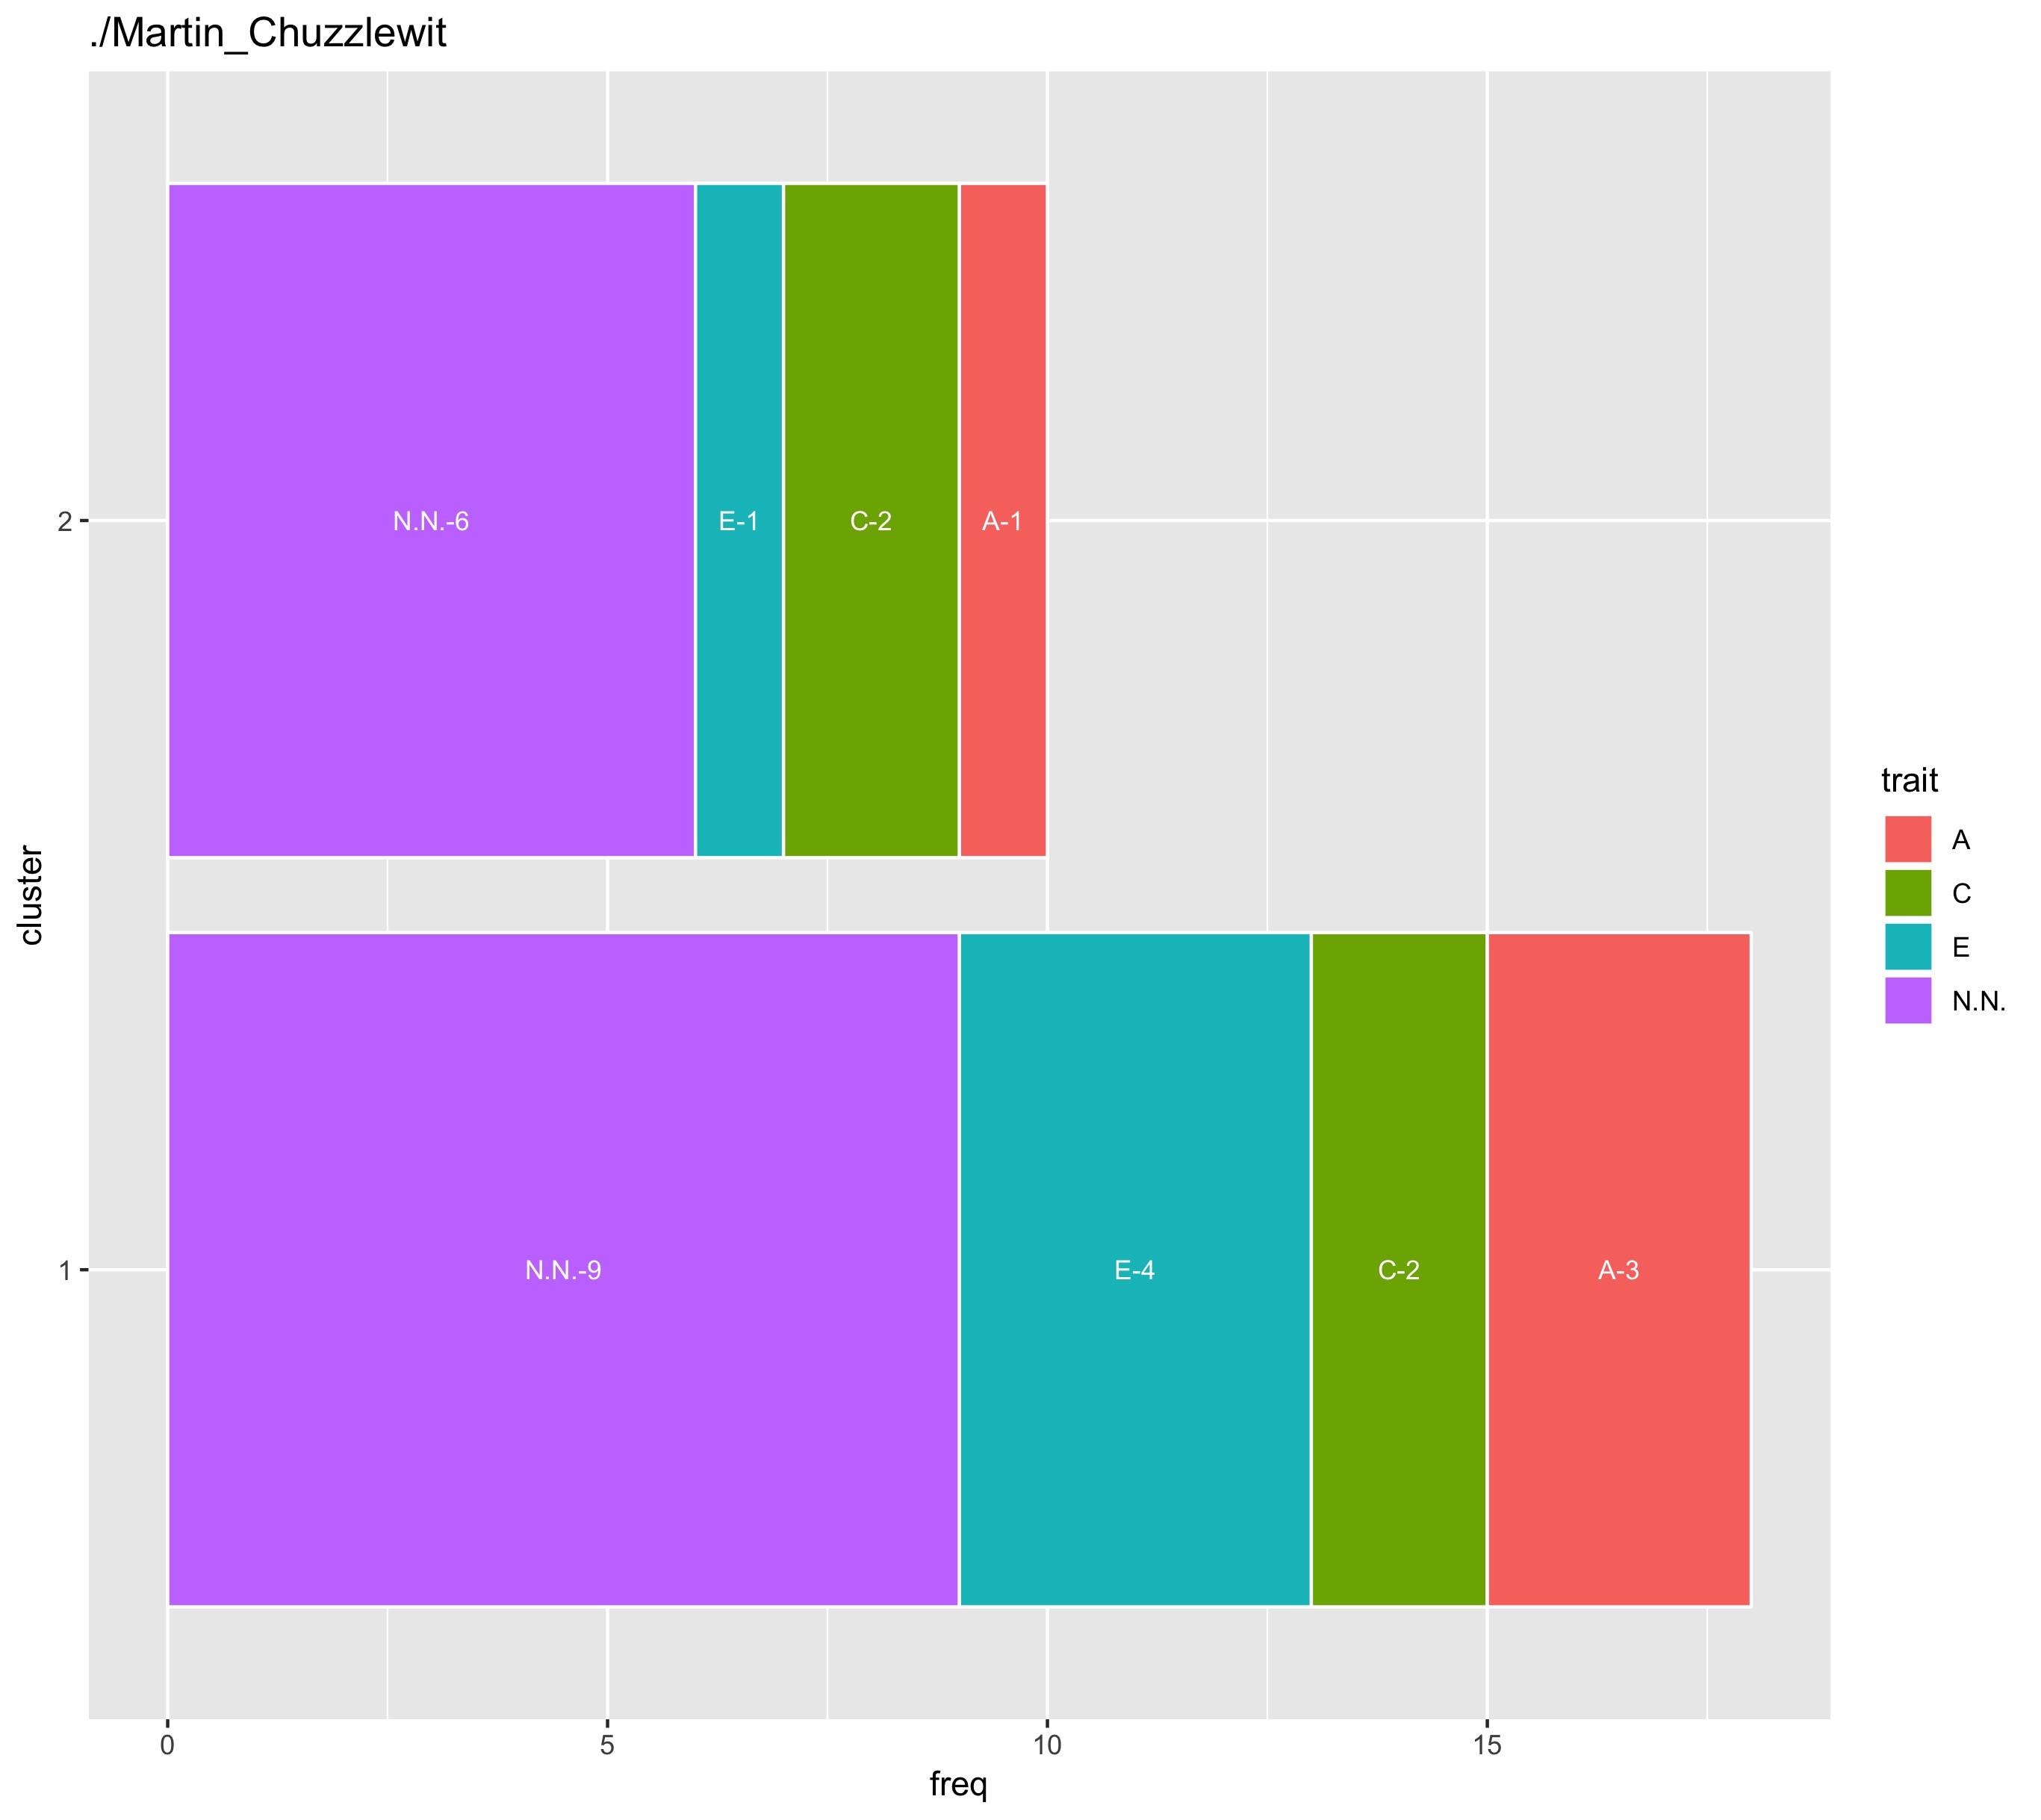 ./Martin_Chuzzlewit
2
N.N.-6 E-1 C-2 A-1
cluster
1
N.N.-9 E-4 C-2 A-3
0 5 10 15
freq
trait
A
C
E
N.N.